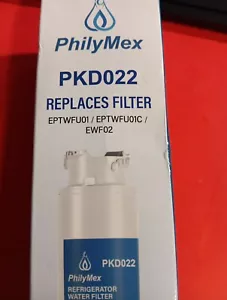 PhilyMex
PKD022
REPLACES FILTER
EPTWFU01 / EPTWFU01C /
EWF02
PKD022
PhilyMex
REFRIGERATOR
WATER FILTER